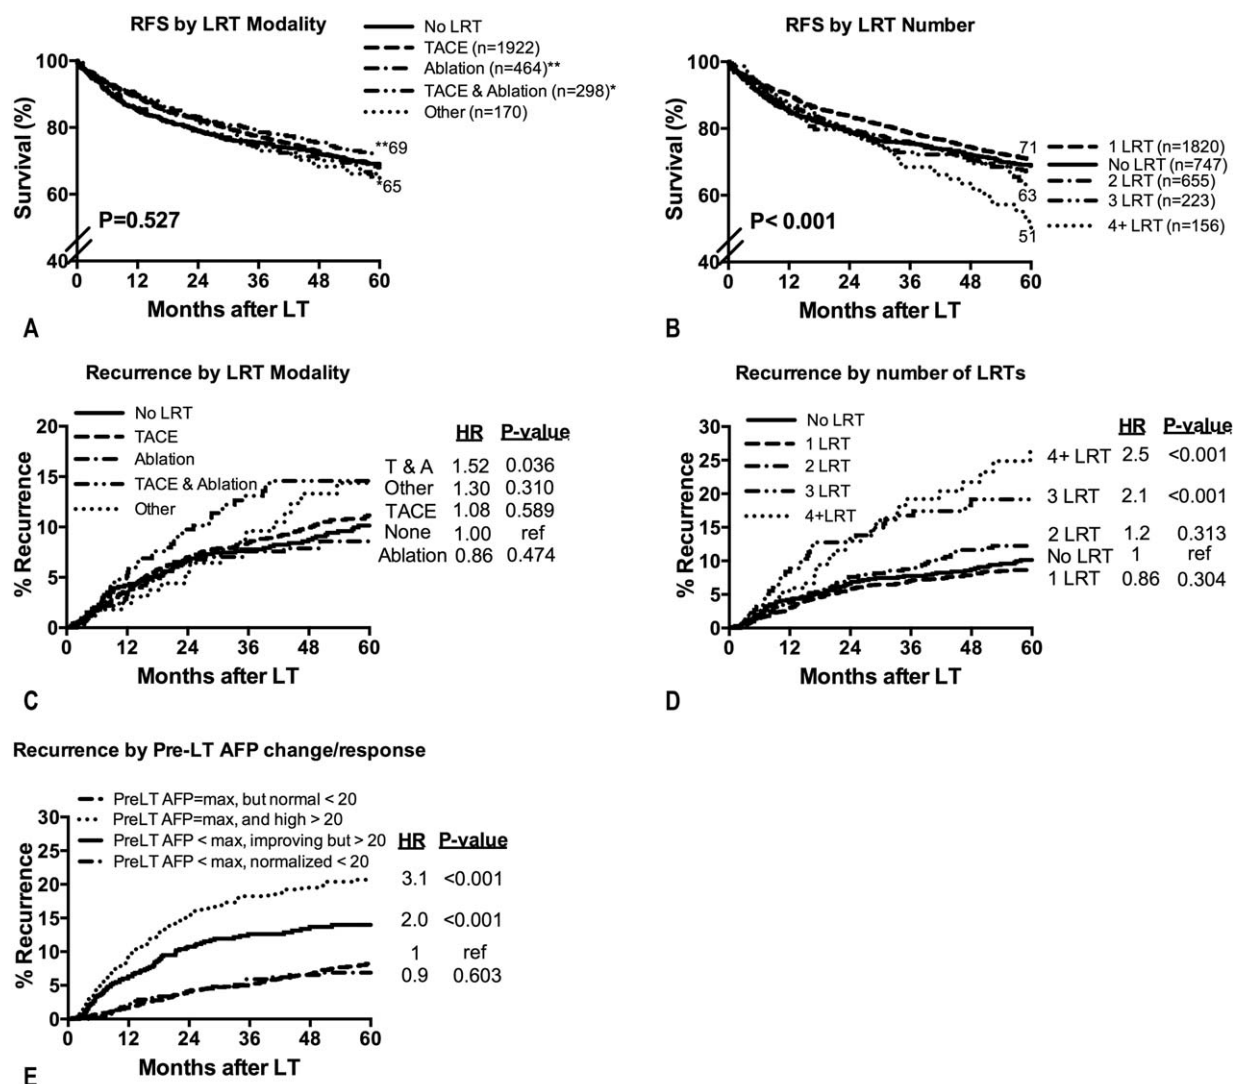 RFS by LRT Modality
No LRT
TACE (n=1922)
Ablation (n=464)**
TACE & Ablation (n=298)*
Other (n=170)
Survival (%)
100
80
60
40
**69
*65
P=0.527
0 12 24 36 48 60
Months after LT
A
RFS by LRT Number
Survival (%)
100
80
60
40
71
63
51
1 LRT (n=1820)
No LRT (n=747)
2 LRT (n=655)
3 LRT (n=223)
4+ LRT (n=156)
P< 0.001
0 12 24 36 48 60
Months after LT
B
Recurrence by LRT Modality
No LRT
TACE
Ablation
TACE & Ablation
Other
% Recurrence
20
15
10
5
0
HR P-value
T & A 1.52 0.036
Other 1.30 0.310
TACE 1.08 0.589
None 1.00 ref
Ablation 0.86 0.474
0 12 24 36 48 60
Months after LT
C
Recurrence by number of LRTs
No LRT
1 LRT
2 LRT
3 LRT
4+LRT
% Recurrence
30
25
20
15
10
5
0
HR P-value
4+ LRT 2.5 <0.001
3 LRT 2.1 <0.001
2 LRT 1.2 0.313
No LRT 1 ref
1 LRT 0.86 0.304
0 12 24 36 48 60
Months after LT
D
Recurrence by Pre-LT AFP change/response
PreLT AFP=max, but normal < 20
PreLT AFP=max, and high > 20
PreLT AFP < max, improving but > 20
PreLT AFP < max, normalized < 20
% Recurrence
30
25
20
15
10
5
0
HR P-value
3.1 <0.001
2.0 <0.001
1 ref
0.9 0.603
0 12 24 36 48 60
Months after LT
E